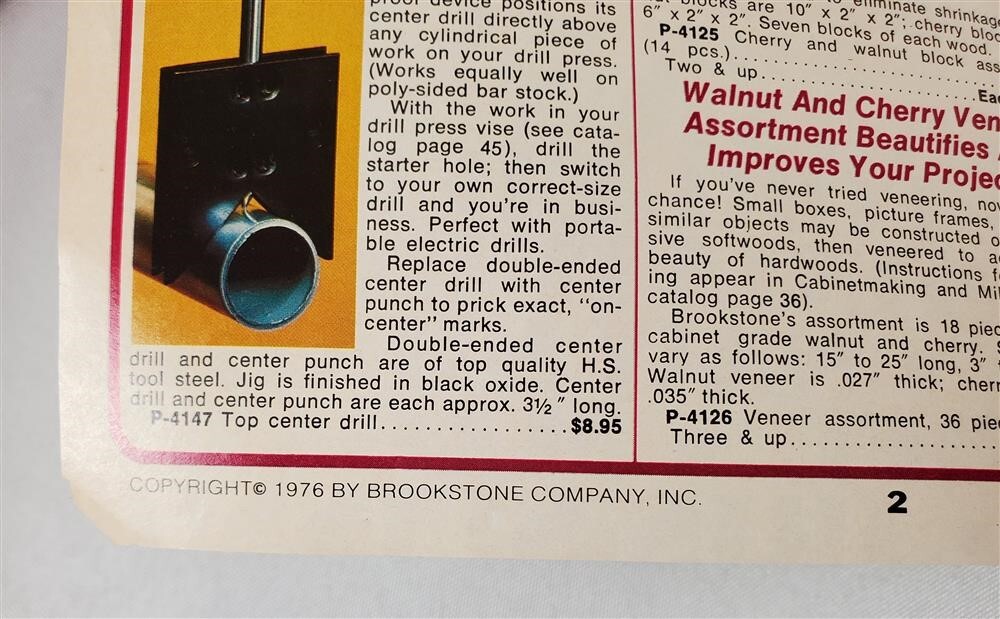 proof device positions its
center drill directly above
any cylindrical piece of
work on your drill press.
(Works equally well on
poly-sided bar stock.)
With the work in your
drill press vise (see cata-
log page 45), drill the
starter hole; then switch
to your own correct-size
drill and you're in busi-
ness. Perfect with porta-
ble electric drills.
Replace double-ended
center drill with center
punch to prick exact, "on-
center" marks.
Double-ended center
drill and center punch are of top quality H.S.
tool steel. Jig is finished in black oxide. Center
drill and center punch are each approx. 3½" long.
P-4147 Top center drill..................$8.95
eliminate shrinkage
blocks are 10" x 2" x 2"; cherry
6" x 2" x 2". Seven blocks of each wood.
P-4125 Cherry and walnut block
(14 pcs.)
Two & up
Walnut And Cherry
Assortment Beautifies
Improves Your
If you've never tried veneering,
chance! Small boxes, picture frames,
similar objects may be constructed
sive softwoods, then veneered to
beauty of hardwoods. (Instructions
ing appear in Cabinetmaking and
catalog page 36).
Brookstone's assortment is 18
cabinet grade walnut and cherry.
vary as follows: 15" to 25" long, 3"
Walnut veneer is .027" thick;
.035" thick.
P-4126 Veneer assortment, 36
Three & up
COPYRIGHT© 1976 BY BROOKSTONE COMPANY, INC.
2